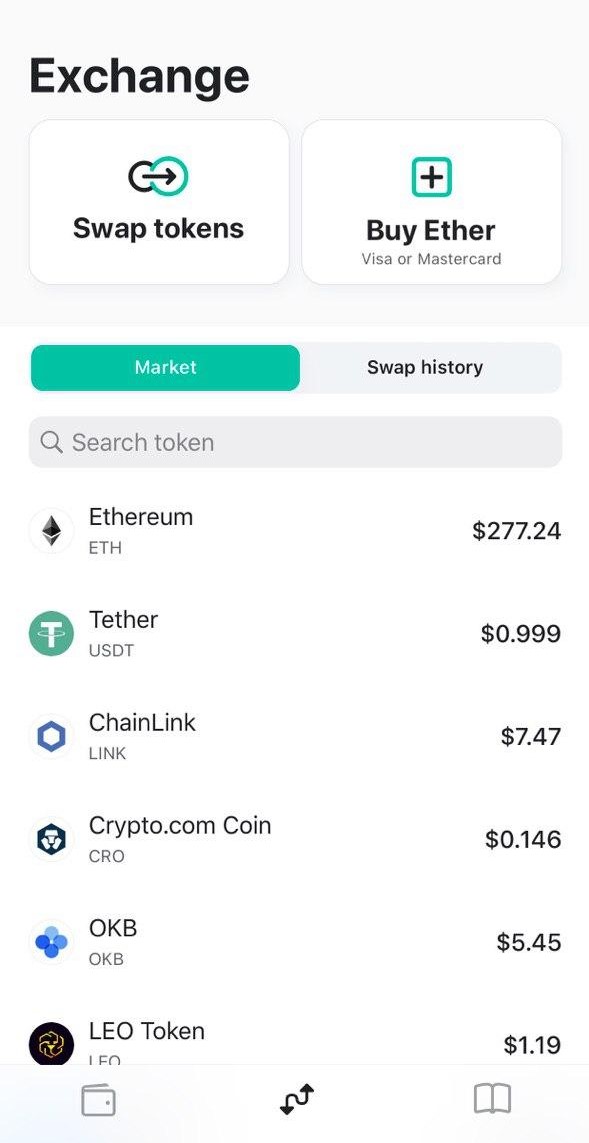 Exchange
Swap tokens
Buy Ether
Visa or Mastercard
Market
Swap history
Search token
Ethereum
$277.24
ETH
Tether
$0.999
USDT
ChainLink
$7.47
LINK
Crypto.com Coin
$0.146
CRO
OKB
$5.45
OKB
LEO Token
$1.19
LEO